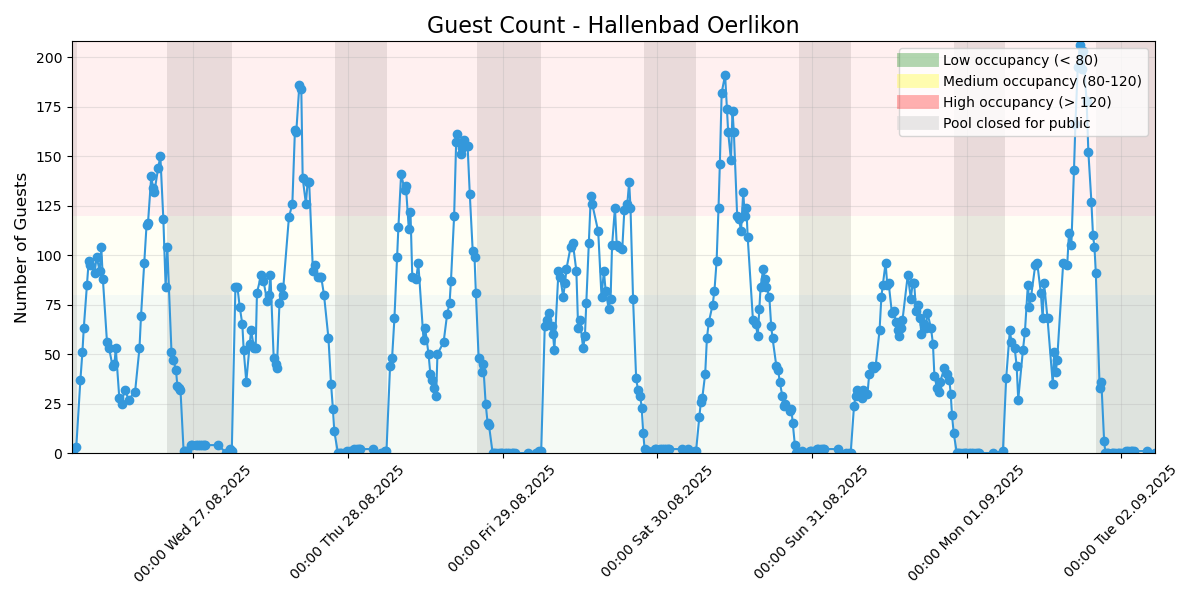 Guest Count - Hallenbad Oerlikon
Number of Guests
200
175
150
125
100
75
50
25
0
Low occupancy (< 80)
Medium occupancy (80-120)
High occupancy (> 120)
Pool closed for public
00:00 Wed 27.08.2025
00:00 Thu 28.08.2025
00:00 Fri 29.08.2025
00:00 Sat 30.08.2025
00:00 Sun 31.08.2025
00:00 Mon 01.09.2025
00:00 Tue 02.09.2025